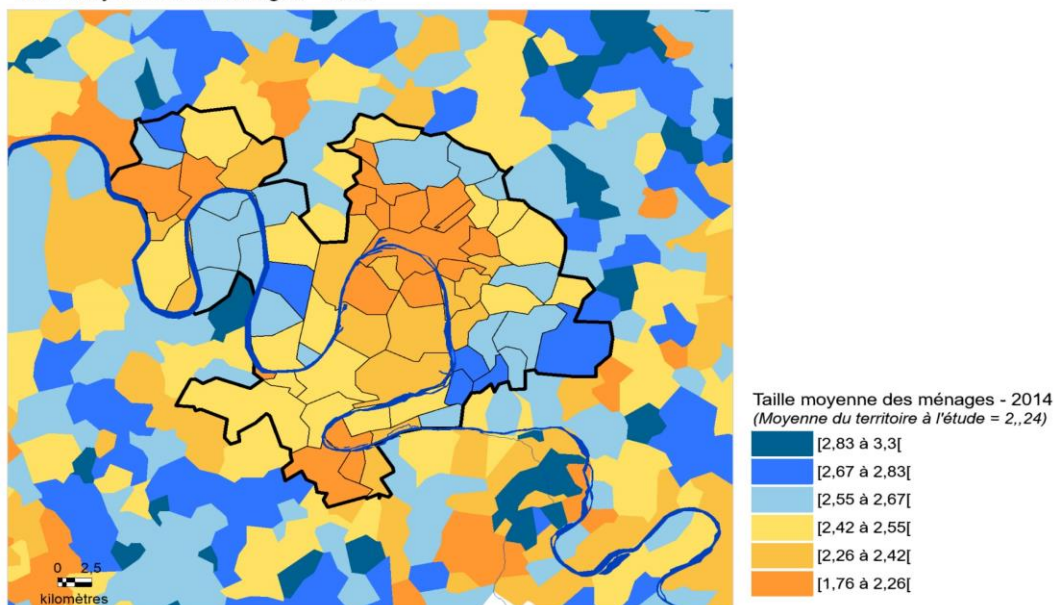 0 2,5
kilomètres
Taille moyenne des ménages - 2014
(Moyenne du territoire à l'étude = 2,,24)
[2,83 à 3,3[
[2,67 à 2,83[
[2,55 à 2,67[
[2,42 à 2,55[
[2,26 à 2,42[
[1,76 à 2,26[